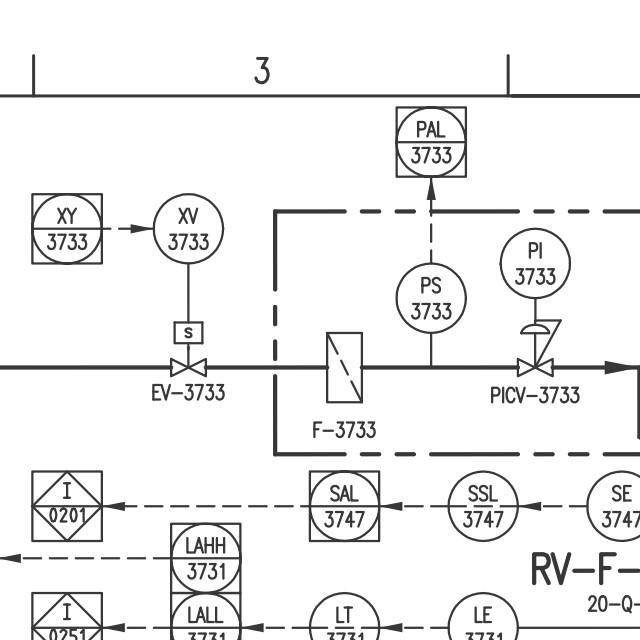 3
PAL
3733
XY
3733
XV
3733
PI
3733
PS
3733
S
EV-3733
F-3733
PICV-3733
I
0201
SAL
3747
SSL
3747
SE
3747
LAHH
3731
RV-F-
20-Q-
I
0251
LALL
3731
LT
3731
LE
3731